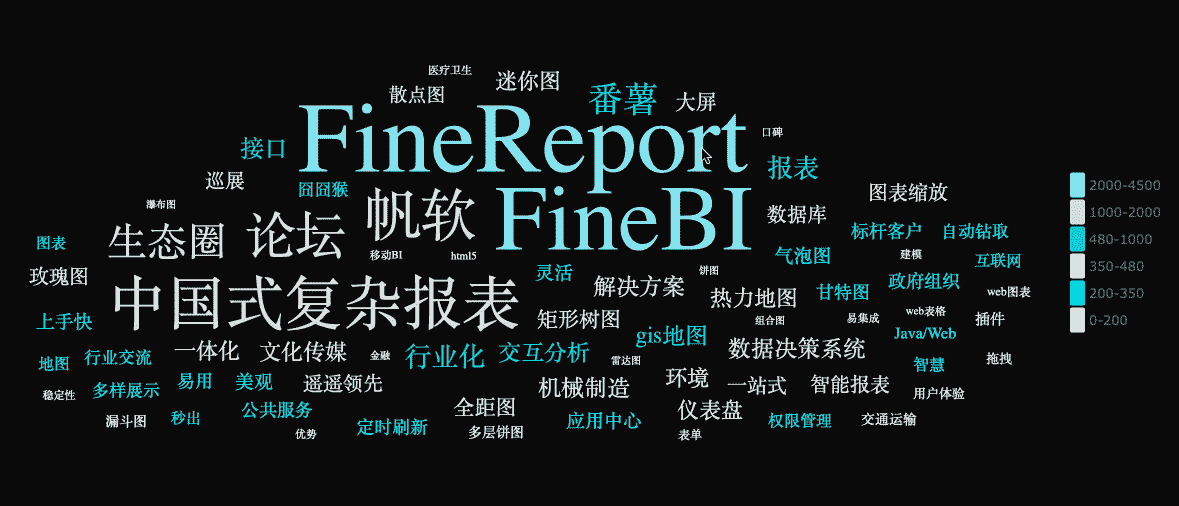 医疗卫生
迷你图
散点图
番薯
大屏
FineReport
口碑
接口
报表
巡展
囧囧猴
帆软
FineBI
图表缩放
瀑布图
生态圈
论坛
数据库
标杆客户
自动钻取
图表
移动BI
html5
气泡图
建模
互联网
玫瑰图
中国式复杂报表
灵活
饼图
解决方案
热力地图
甘特图
政府组织
web图表
上手快
矩形树图
gis地图
组合图
易集成
web表格
插件
Java/Web
地图
行业交流
一体化
文化传媒
金融
行业化
交互分析
雷达图
数据决策系统
智慧
拖拽
稳定性
多样展示
易用
美观
遥遥领先
机械制造
环境
一站式
智能报表
用户体验
漏斗图
秒出
公共服务
优势
定时刷新
全距图
多层饼图
应用中心
仪表盘
表单
权限管理
交通运输
2000-4500
1000-2000
480-1000
350-480
200-350
0-200